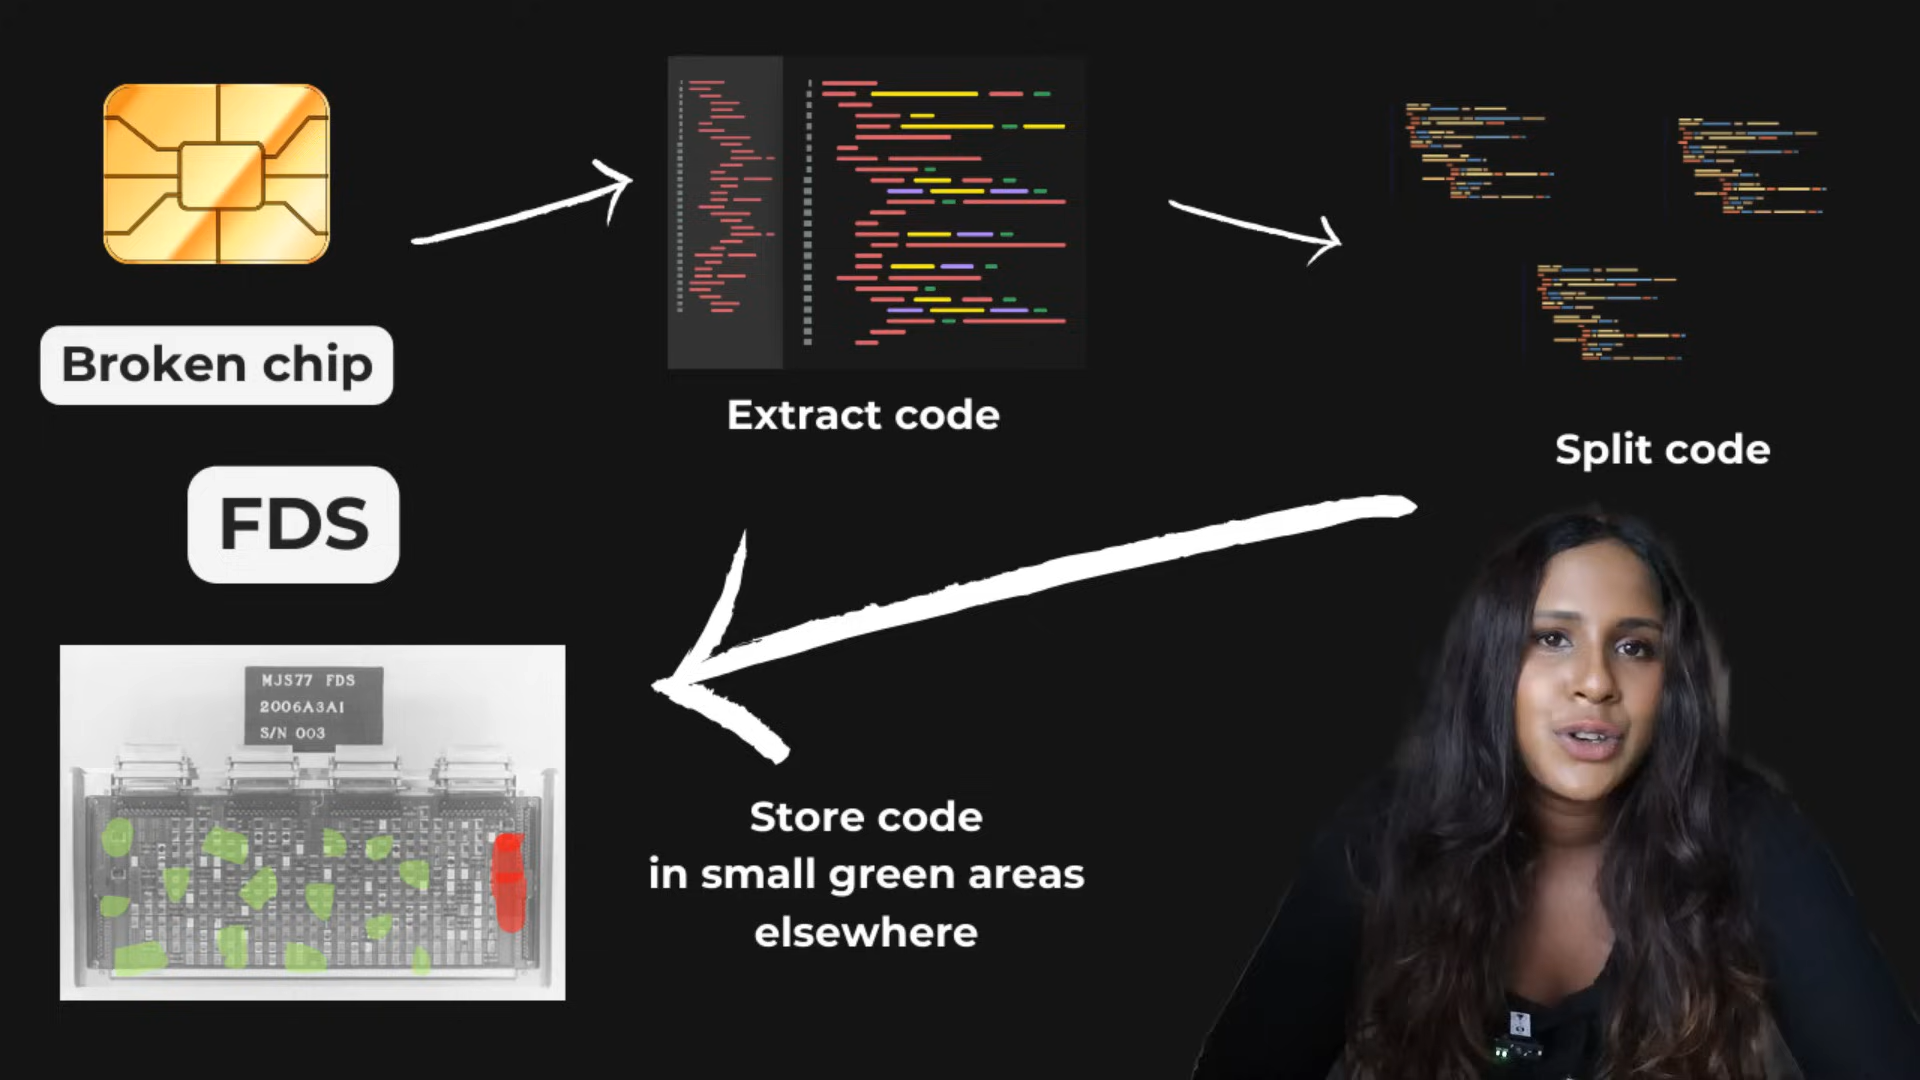 Broken chip
Extract code
Split code
FDS
MJS77 FDS
2006A3A1
S/N 003
Store code
in small green areas
elsewhere